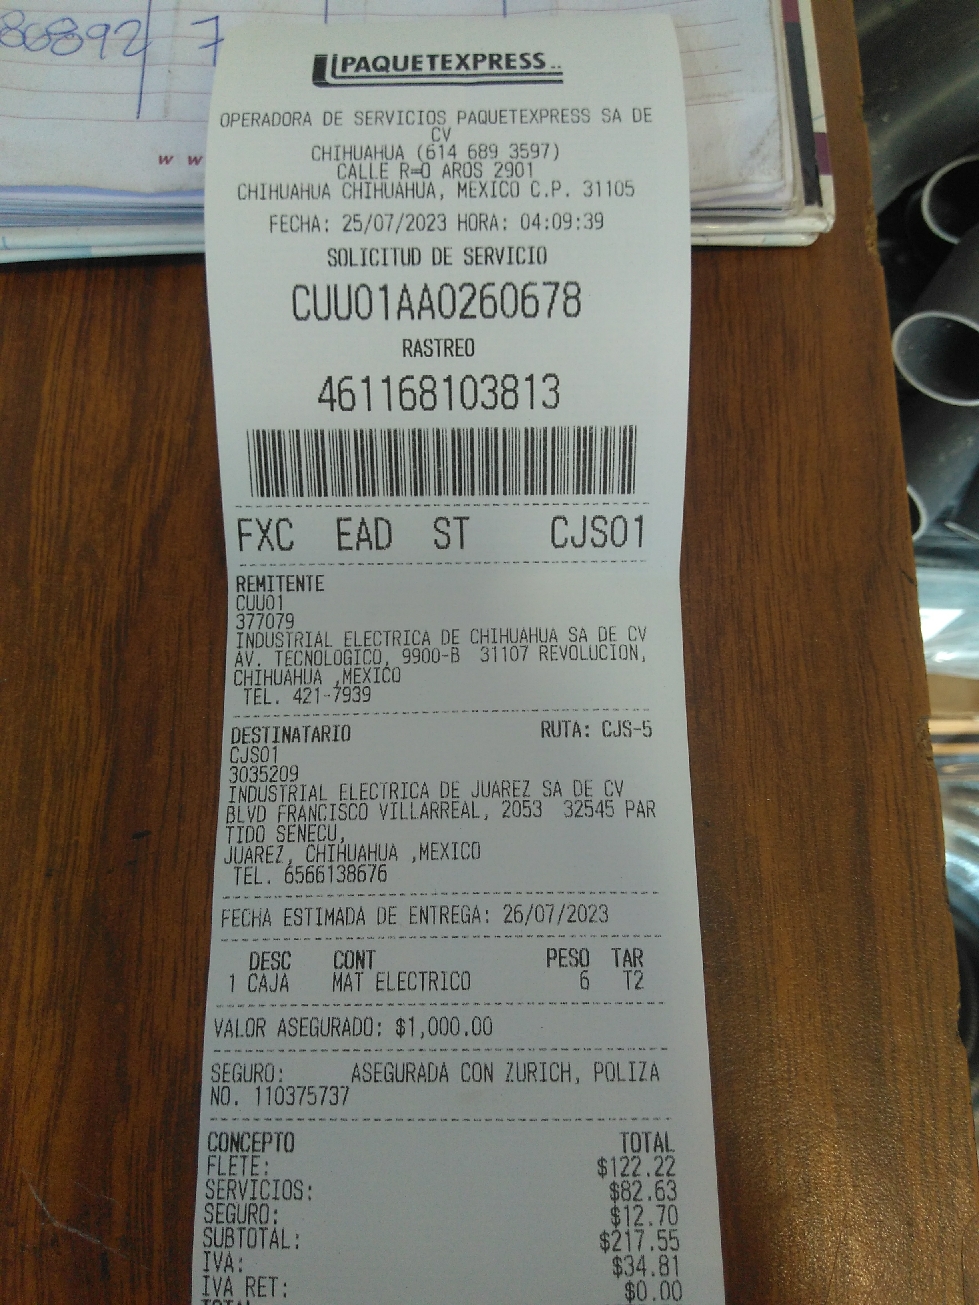 86892 7
w w
PAQUETEXPRESS..
OPERADORA DE SERVICIOS PAQUETEXPRESS SA DE
CV
CHIHUAHUA (614 689 3597)
CALLE R=O AROS 2901
CHIHUAHUA CHIHUAHUA, MEXICO C.P. 31105
FECHA: 25/07/2023 HORA: 04:09:39
SOLICITUD DE SERVICIO
CUU01AA0260678
RASTREO
461168103813
FXC EAD ST CJS01
REMITENTE
CUU01
377079
INDUSTRIAL ELECTRICA DE CHIHUAHUA SA DE CV
AV. TECNOLOGICO, 9900-B 31107 REVOLUCION,
CHIHUAHUA ,MEXICO
TEL. 421-7939
DESTINATARIO RUTA: CJS-5
CJS01
3035209
INDUSTRIAL ELECTRICA DE JUAREZ SA DE CV
BLVD FRANCISCO VILLARREAL, 2053 32545 PAR
TIDO SENECU,
JUAREZ, CHIHUAHUA ,MEXICO
TEL. 6566138676
FECHA ESTIMADA DE ENTREGA: 26/07/2023
DESC CONT PESO TAR
1 CAJA MAT ELECTRICO 6 T2
VALOR ASEGURADO: $1,000.00
SEGURO: ASEGURADA CON ZURICH, POLIZA
NO. 110375737
CONCEPTO TOTAL
FLETE: $122.22
SERVICIOS: $82.63
SEGURO: $12.70
SUBTOTAL: $217.55
IVA: $34.81
IVA RET: $0.00